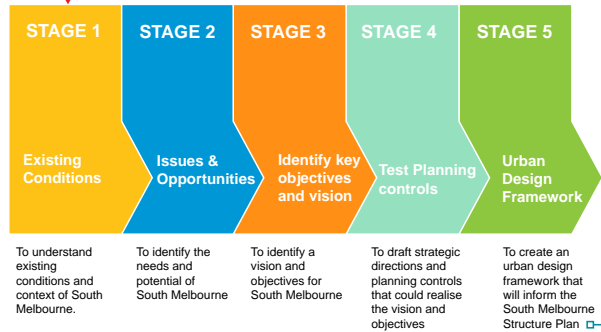 STAGE 1
STAGE 2
STAGE 3
STAGE 4
STAGE 5
Existing
Conditions
Issues &
Opportunities
Identify key
objectives
and vision
Test Planning
controls
Urban
Design
Framework
To understand
existing
conditions and
context of South
Melbourne.
To identify the
needs and
potential of
South Melbourne
To identify a
vision and
objectives for
South Melbourne
To draft strategic
directions and
planning controls
that could realise
the vision and
objectives
To create an
urban design
framework that
will inform the
South Melbourne
Structure Plan